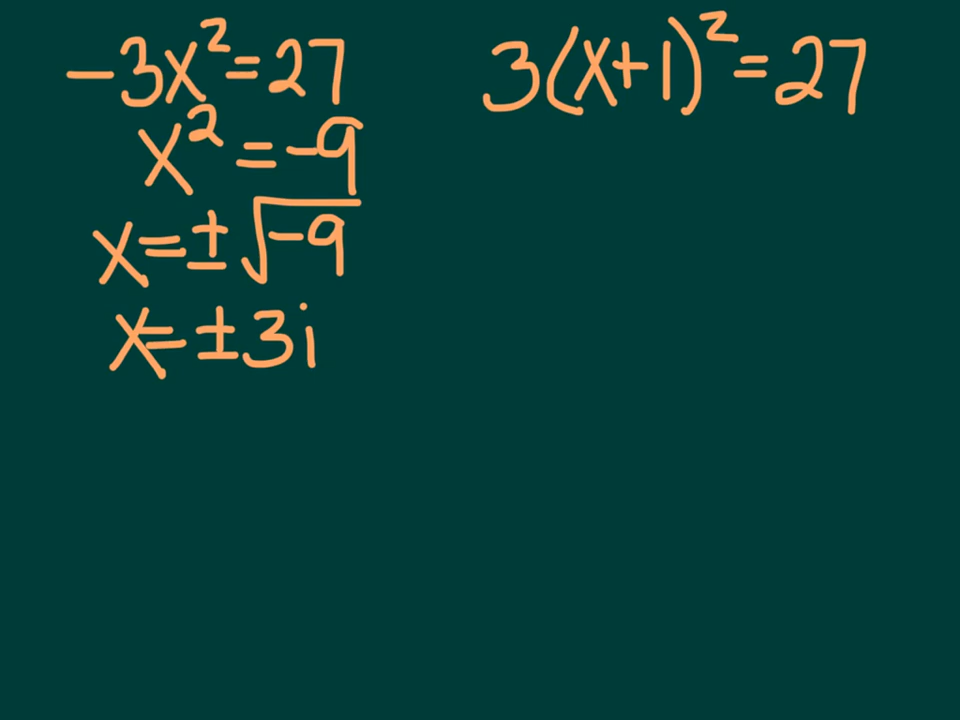 -3x²=27
x²=-9
x=±√-9
x=±3i
3(x+1)²=27